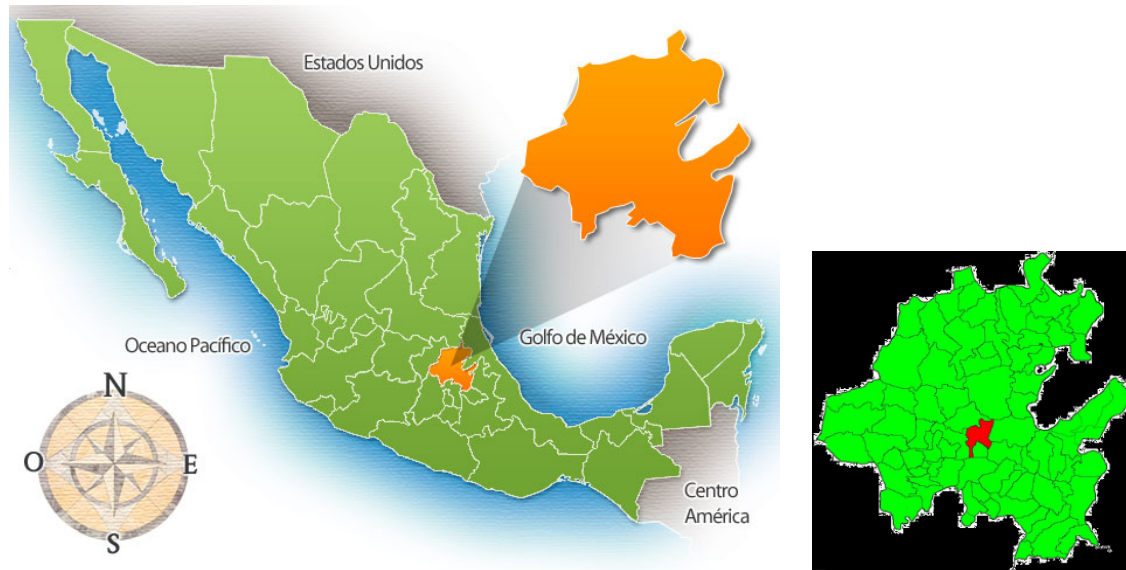 Estados Unidos
Oceano Pacífico
Golfo de México
N
O
E
S
Centro
América